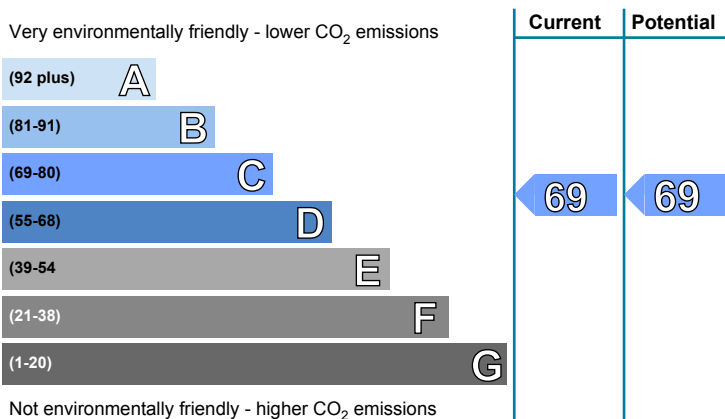 Very environmentally friendly - lower CO2 emissions
Current
Potential
(92 plus) A
(81-91) B
(69-80) C
(55-68) D
(39-54 E
(21-38) F
(1-20) G
69
69
Not environmentally friendly - higher CO2 emissions